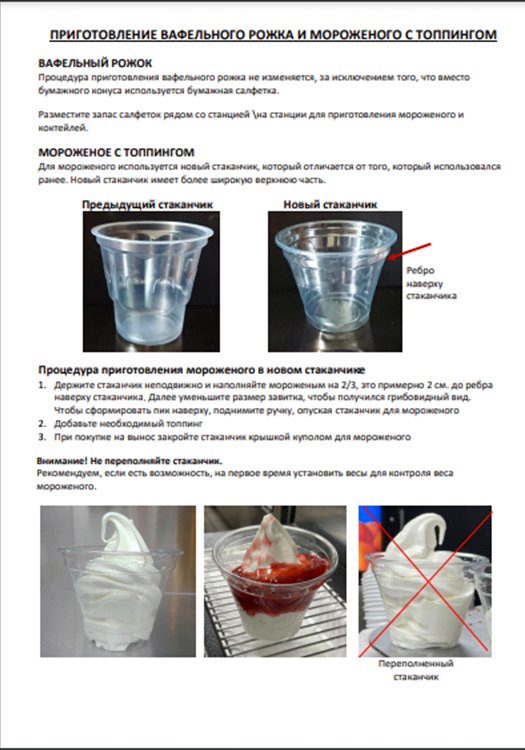 ПРИГОТОВЛЕНИЕ ВАФЕЛЬНОГО РОЖКА И МОРОЖЕНОГО С ТОППИНГОМ
ВАФЕЛЬНЫЙ РОЖОК
Процедура приготовления вафельного рожка не изменяется, за исключением того, что вместо
бумажного конуса используется бумажная салфетка.
Разместите запас салфеток рядом со станцией \на станции для приготовления мороженого и
коктейлей.
МОРОЖЕНОЕ С ТОППИНГОМ
Для мороженого используется новый стаканчик, который отличается от того, который использовался
ранее. Новый стаканчик имеет более широкую верхнюю часть.
Предыдущий стаканчик
Новый стаканчик
Ребро
наверху
стаканчика
Процедура приготовления мороженого в новом стаканчике
1. Держите стаканчик неподвижно и наполняйте мороженым на 2/3, это примерно 2 см. до ребра
наверху стаканчика. Далее уменьшите размер завитка, чтобы получился грибовидный вид.
Чтобы сформировать пик наверху, поднимите ручку, опуская стаканчик для мороженого
2. Добавьте необходимый топпинг
3. При покупке на вынос закройте стаканчик крышкой куполом для мороженого
Внимание! Не переполняйте стаканчик.
Рекомендуем, если есть возможность, на первое время установить весы для контроля веса
мороженого.
Переполненный
стаканчик